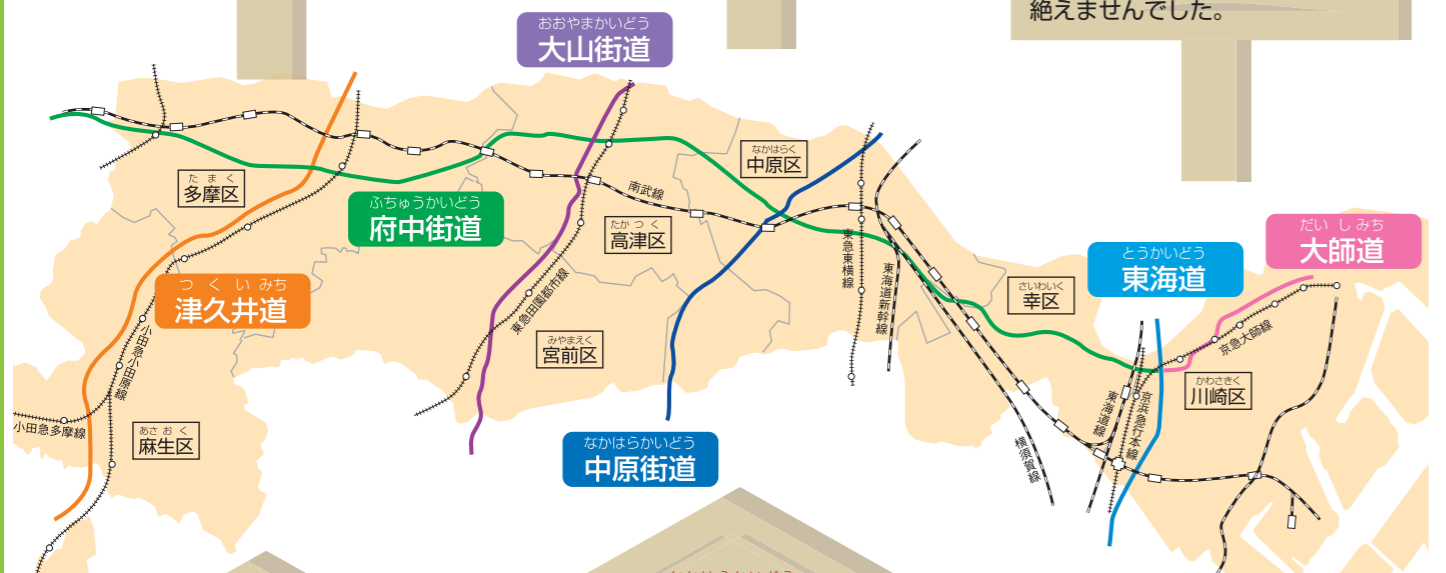 絶えませんでした。
おおやまかいどう
大山街道
なかはらく
中原区
たまく
多摩区
ふちゅうかいどう
府中街道
南武線
たかつく
高津区
だいしみち
大師道
とうかいどう
東海道
つくいみち
津久井道
東急東横線
東海道新幹線
さいわいく
幸区
東急田園都市線
小田急小田原線
みやまえく
宮前区
京急大師線
かわさきく
川崎区
小田急多摩線
あさおく
麻生区
東海道線
京浜急行本線
横須賀線
なかはらかいどう
中原街道